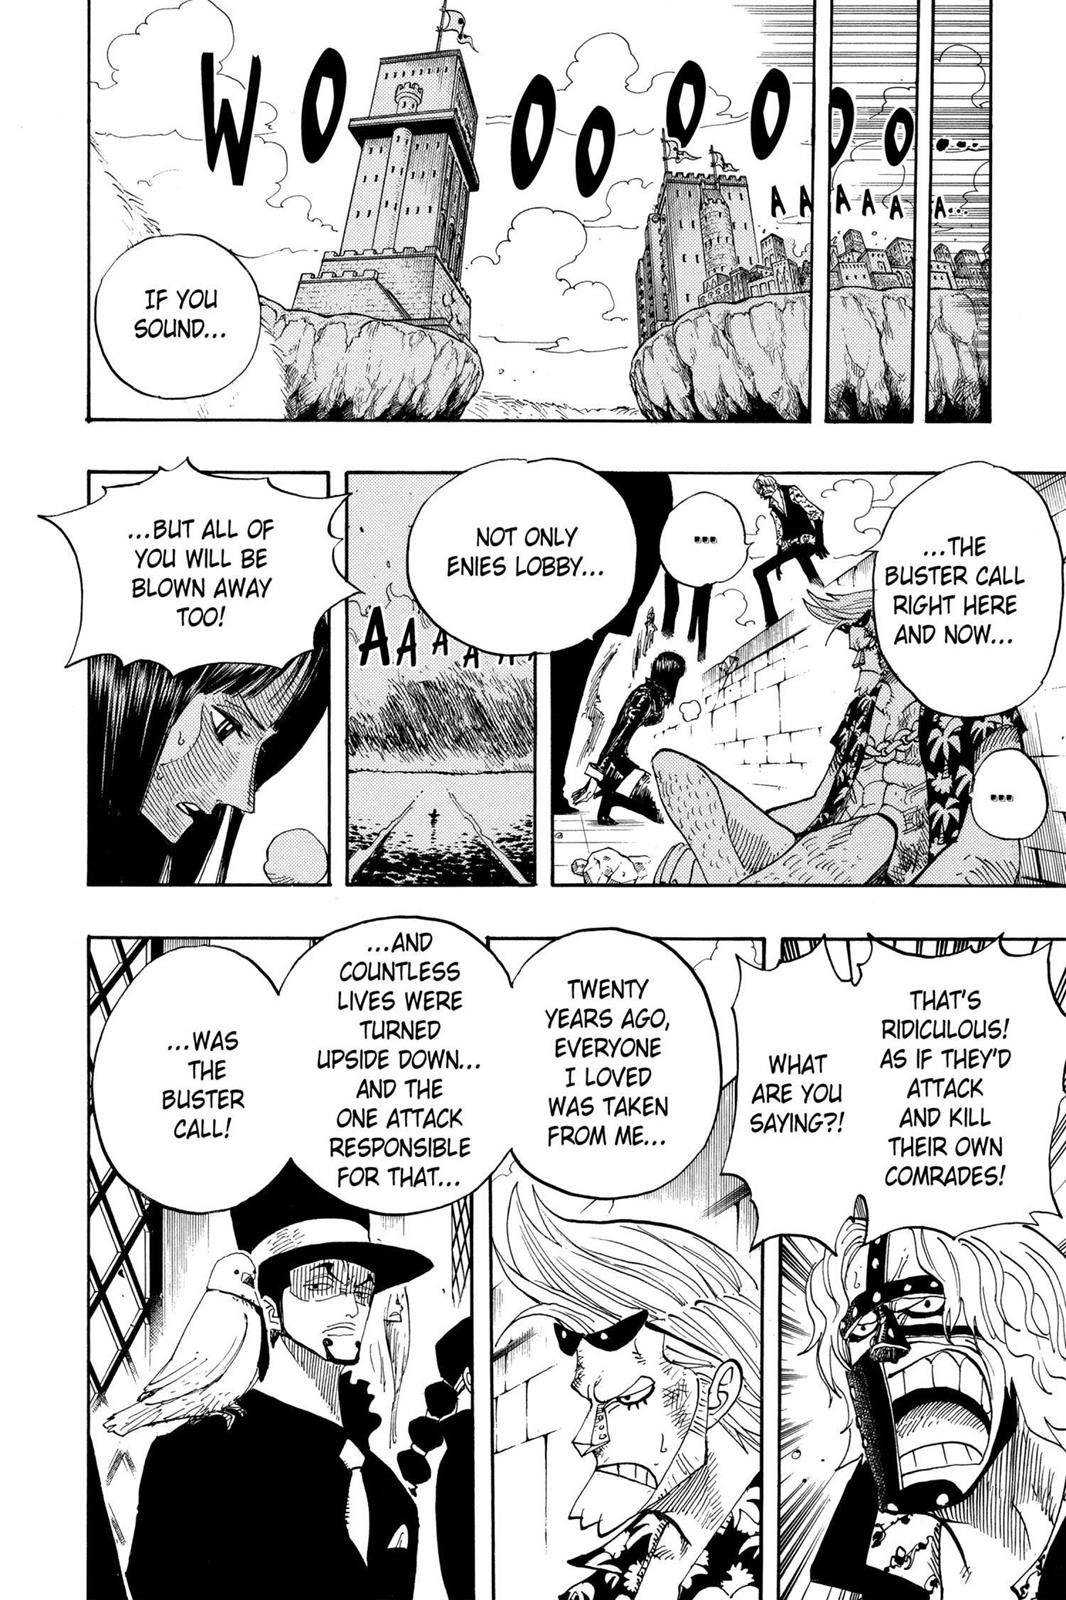 WOOOOOOO...
AAAAAA...
IF YOU
SOUND...
...THE
BUSTER CALL
RIGHT HERE
AND NOW...
...
...
NOT ONLY
ENIES LOBBY...
AAAAAA
...BUT ALL OF
YOU WILL BE
BLOWN AWAY
TOO!
THAT'S
RIDICULOUS!
AS IF THEY'D
ATTACK
AND KILL
THEIR OWN
COMRADES!
WHAT
ARE YOU
SAYING?!
TWENTY
YEARS AGO,
EVERYONE
I LOVED
WAS TAKEN
FROM ME...
...AND
COUNTLESS
LIVES WERE
TURNED
UPSIDE DOWN...
AND THE
ONE ATTACK
RESPONSIBLE
FOR THAT...
...WAS
THE
BUSTER
CALL!